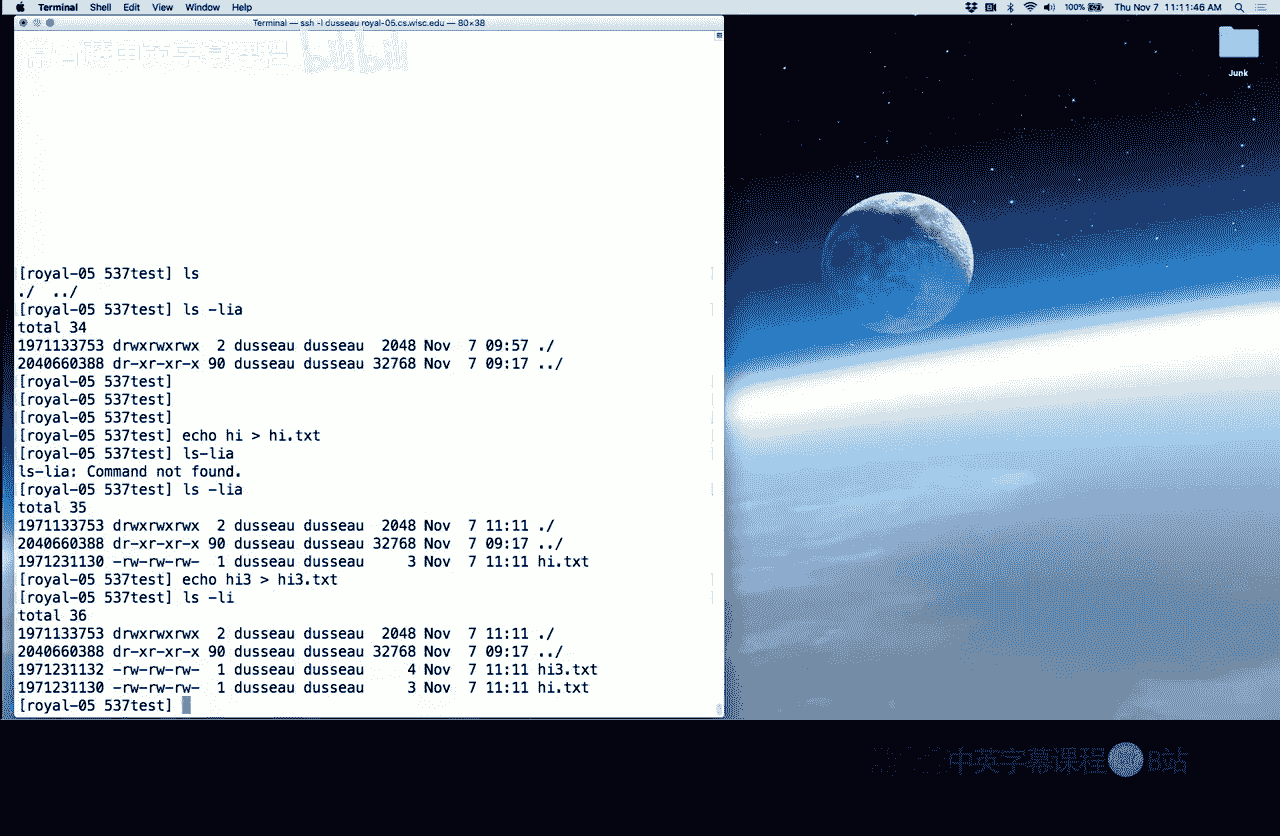 Terminal Shell Edit View Window Help 100% Thu Nov 7 11:11:46 AM
Terminal — ssh -l dusseau royal-05.cs.wisc.edu — 80×38
字幕课程 bilibili
Junk
[royal-05 537test] ls
./ ../
[royal-05 537test] ls -lia
total 34
1971133753 drwxrwxrwx 2 dusseau dusseau 2048 Nov 7 09:57 ./
2040660388 dr-xr-xr-x 90 dusseau dusseau 32768 Nov 7 09:17 ../
[royal-05 537test]
[royal-05 537test]
[royal-05 537test]
[royal-05 537test] echo hi > hi.txt
[royal-05 537test] ls-lia
ls-lia: Command not found.
[royal-05 537test] ls -lia
total 35
1971133753 drwxrwxrwx 2 dusseau dusseau 2048 Nov 7 11:11 ./
2040660388 dr-xr-xr-x 90 dusseau dusseau 32768 Nov 7 09:17 ../
1971231130 -rw-rw-rw- 1 dusseau dusseau 3 Nov 7 11:11 hi.txt
[royal-05 537test] echo hi3 > hi3.txt
[royal-05 537test] ls -li
total 36
1971133753 drwxrwxrwx 2 dusseau dusseau 2048 Nov 7 11:11 ./
2040660388 dr-xr-xr-x 90 dusseau dusseau 32768 Nov 7 09:17 ../
1971231132 -rw-rw-rw- 1 dusseau dusseau 4 Nov 7 11:11 hi3.txt
1971231130 -rw-rw-rw- 1 dusseau dusseau 3 Nov 7 11:11 hi.txt
[royal-05 537test]
中英字幕课程 B站